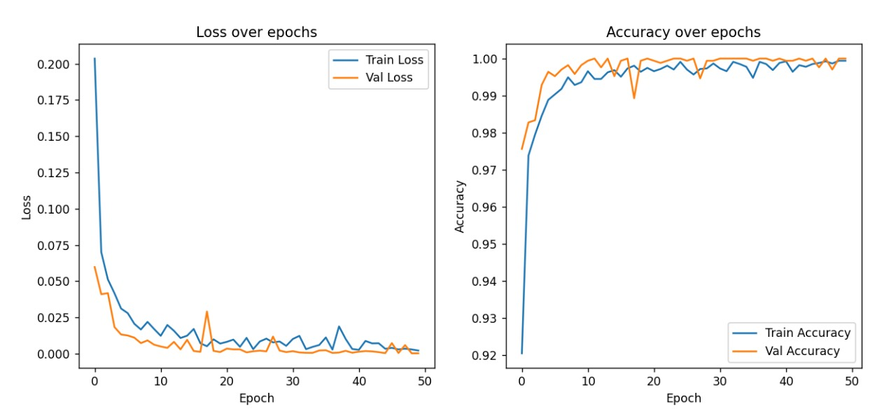 Loss over epochs
Train Loss
Val Loss
0.200
0.175
0.150
0.125
0.100
0.075
0.050
0.025
0.000
Loss
0 10 20 30 40 50
Epoch
Accuracy over epochs
1.00
0.99
0.98
0.97
0.96
0.95
0.94
0.93
0.92
Accuracy
Train Accuracy
Val Accuracy
0 10 20 30 40 50
Epoch